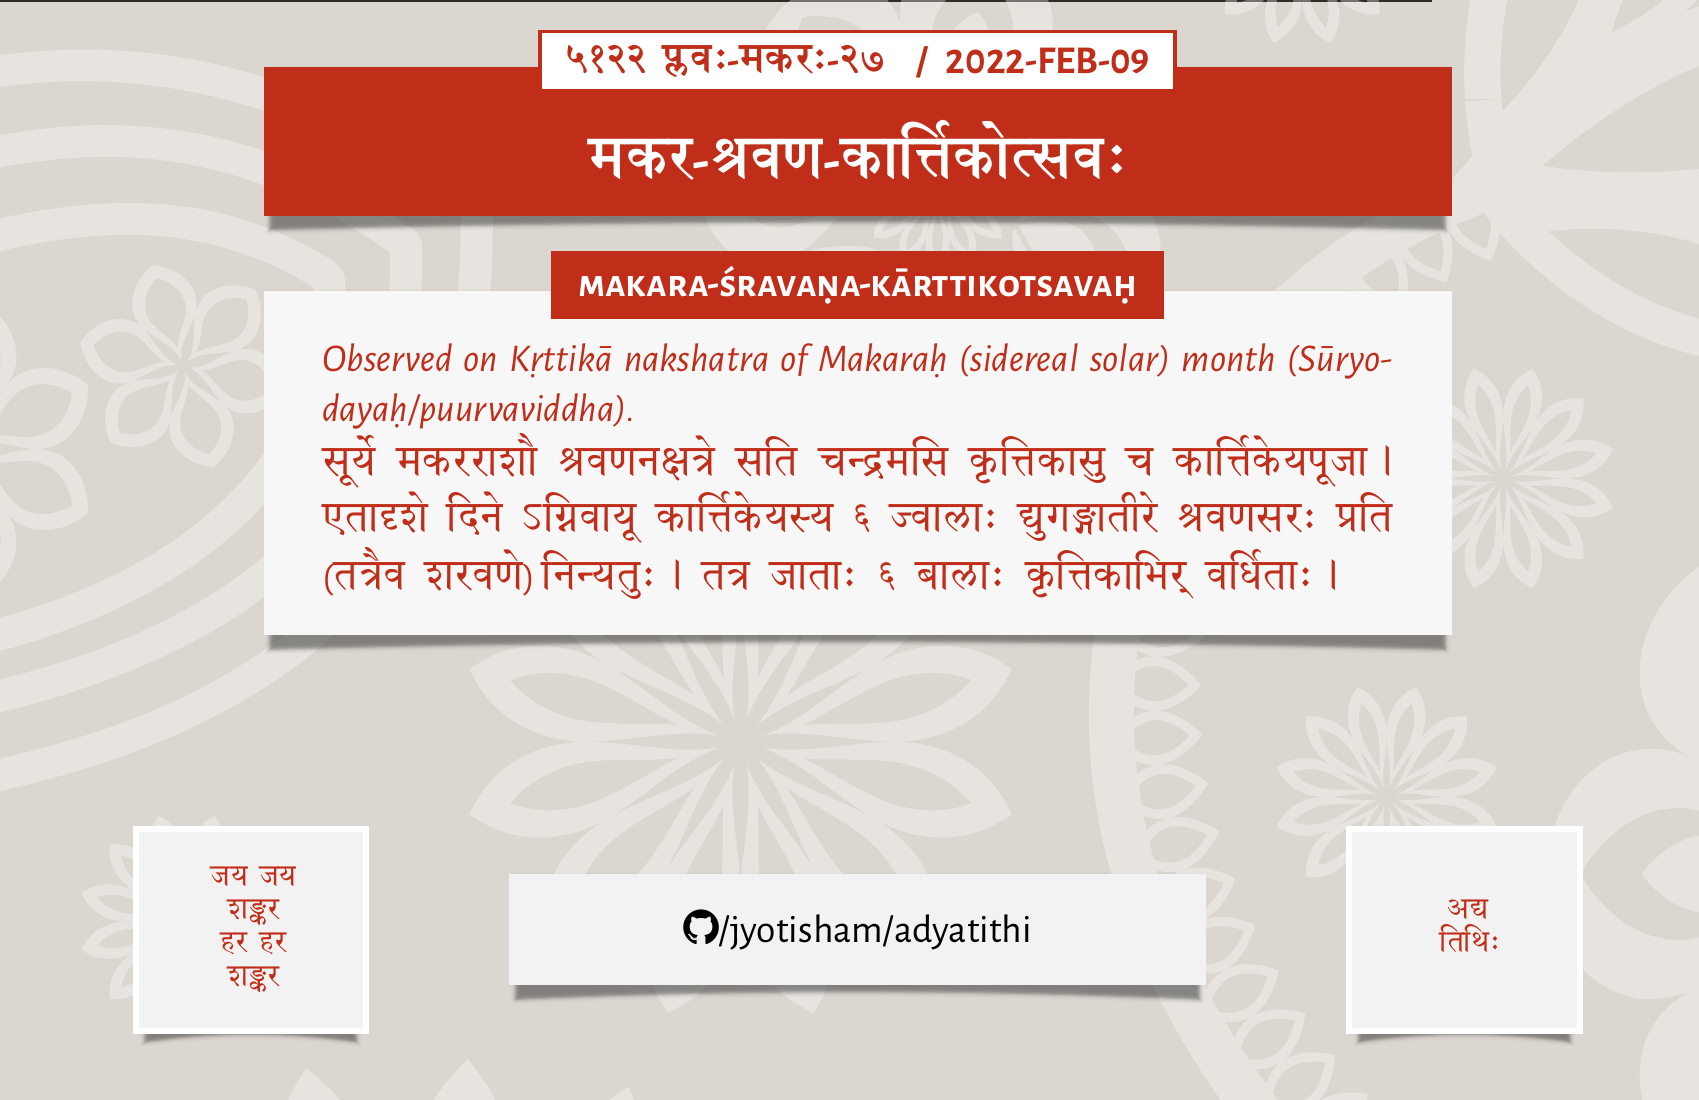 ५१२२ प्लवः-मकरः-२७ / 2022-FEB-09
मकर-श्रवण-कार्त्तिकोत्सवः
MAKARA-ŚRAVAṆA-KĀRTTIKOTSAVAḤ
Observed on Kṛttikā nakshatra of Makaraḥ (sidereal solar) month (Sūryo-
dayaḥ/puurvaviddha).
सूर्ये मकरराशौ श्रवणनक्षत्रे सति चन्द्रमसि कृत्तिकासु च कार्त्तिकेयपूजा।
एतादृशे दिने ऽग्निवायू कार्त्तिकेयस्य ६ ज्वालाः द्युगङ्गातीरे श्रवणसरः प्रति
(तत्रैव शरवणे) निन्यतुः। तत्र जाताः ६ बालाः कृत्तिकाभिर् वर्धिताः।
जय जय
शङ्कर
हर हर
शङ्कर
/jyotisham/adyatithi
अद्य
तिथिः